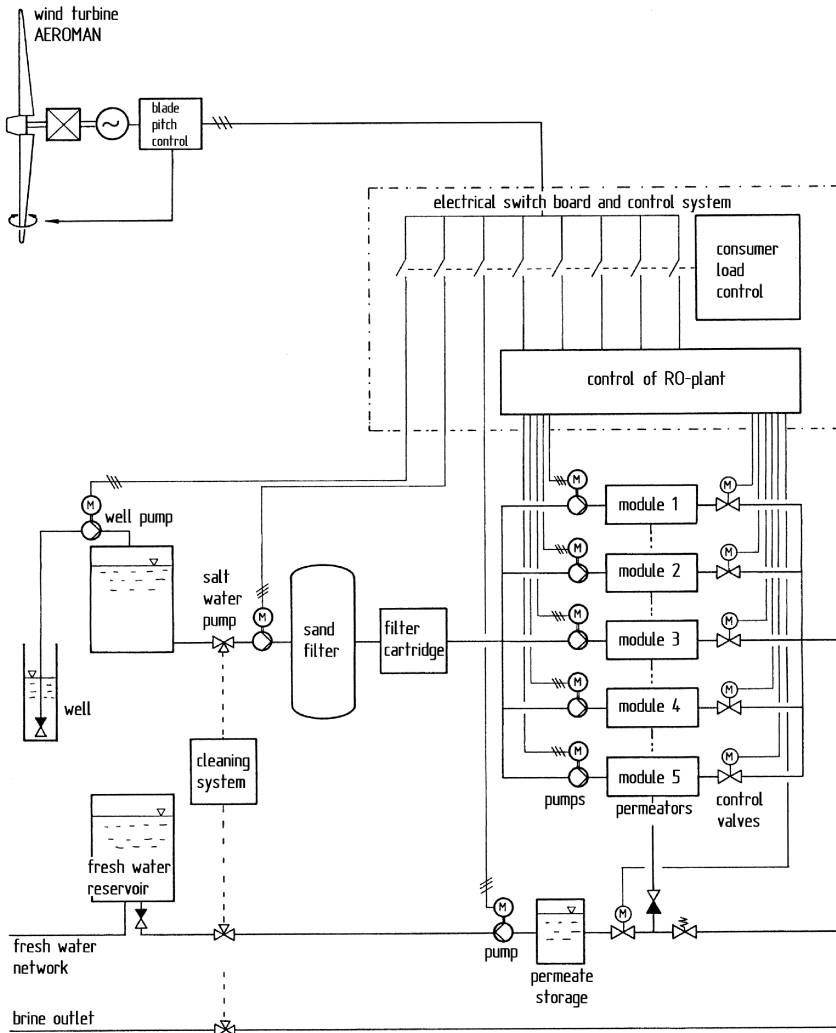 wind turbine
AEROMAN
blade
pitch
control
~
electrical switch board and control system
consumer
load
control
control of RO-plant
M
well pump
M
M
M
module 1
M
module 2
salt
water
pump
M
sand
filter
filter
cartridge
M
module 3
M
M
module 4
M
well
cleaning
system
M
module 5
M
pumps
permeators
control
valves
fresh water
reservoir
M
M
fresh water
network
pump
permeate
storage
brine outlet